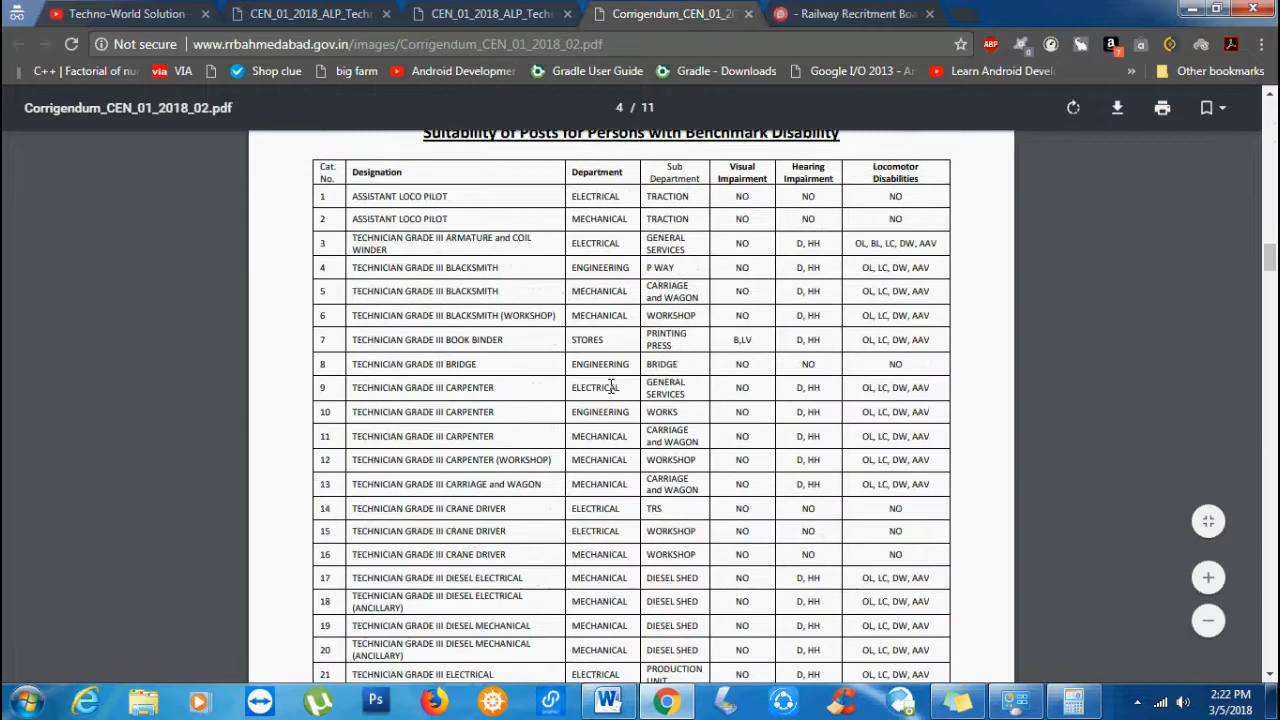 Techno-World Solution
CEN_01_2018_ALP_Techn
CEN_01_2018_ALP_Tech
Corrigendum_CEN_01_20
- Railway Recritment Boa
Not secure
www.rrbahmedabad.gov.in/images/Corrigendum_CEN_01_2018_02.pdf
ABP
7
C++ | Factorial of nu
via VIA
Shop clue
big farm
Android Developme
Gradle User Guide
Gradle - Downloads
Google I/O 2013 - A
Learn Android Deve
»
Other bookmarks
Corrigendum_CEN_01_2018_02.pdf
4 / 11
Suitability of Posts for Persons with Benchmark Disability
Cat. No. Designation Department Sub Department Visual Impairment Hearing Impairment Locomotor Disabilities
1 ASSISTANT LOCO PILOT ELECTRICAL TRACTION NO NO NO
2 ASSISTANT LOCO PILOT MECHANICAL TRACTION NO NO NO
3 TECHNICIAN GRADE III ARMATURE and COIL WINDER ELECTRICAL GENERAL SERVICES NO D, HH OL, BL, LC, DW, AAV
4 TECHNICIAN GRADE III BLACKSMITH ENGINEERING P WAY NO D, HH OL, LC, DW, AAV
5 TECHNICIAN GRADE III BLACKSMITH MECHANICAL CARRIAGE and WAGON NO D, HH OL, LC, DW, AAV
6 TECHNICIAN GRADE III BLACKSMITH (WORKSHOP) MECHANICAL WORKSHOP NO D, HH OL, LC, DW, AAV
7 TECHNICIAN GRADE III BOOK BINDER STORES PRINTING PRESS B,LV D, HH OL, LC, DW, AAV
8 TECHNICIAN GRADE III BRIDGE ENGINEERING BRIDGE NO NO NO
9 TECHNICIAN GRADE III CARPENTER ELECTRICAL GENERAL SERVICES NO D, HH OL, LC, DW, AAV
10 TECHNICIAN GRADE III CARPENTER ENGINEERING WORKS NO D, HH OL, LC, DW, AAV
11 TECHNICIAN GRADE III CARPENTER MECHANICAL CARRIAGE and WAGON NO D, HH OL, LC, DW, AAV
12 TECHNICIAN GRADE III CARPENTER (WORKSHOP) MECHANICAL WORKSHOP NO D, HH OL, LC, DW, AAV
13 TECHNICIAN GRADE III CARRIAGE and WAGON MECHANICAL CARRIAGE and WAGON NO D, HH OL, LC, DW, AAV
14 TECHNICIAN GRADE III CRANE DRIVER ELECTRICAL TRS NO NO NO
15 TECHNICIAN GRADE III CRANE DRIVER ELECTRICAL WORKSHOP NO NO NO
16 TECHNICIAN GRADE III CRANE DRIVER MECHANICAL WORKSHOP NO NO NO
17 TECHNICIAN GRADE III DIESEL ELECTRICAL MECHANICAL DIESEL SHED NO D, HH OL, LC, DW, AAV
18 TECHNICIAN GRADE III DIESEL ELECTRICAL (ANCILLARY) MECHANICAL DIESEL SHED NO D, HH OL, LC, DW, AAV
19 TECHNICIAN GRADE III DIESEL MECHANICAL MECHANICAL DIESEL SHED NO D, HH OL, LC, DW, AAV
20 TECHNICIAN GRADE III DIESEL MECHANICAL (ANCILLARY) MECHANICAL DIESEL SHED NO D, HH OL, LC, DW, AAV
21 TECHNICIAN GRADE III ELECTRICAL ELECTRICAL PRODUCTION UNIT NO D, HH OL, LC, DW, AAV
Ps
2:22 PM
3/5/2018